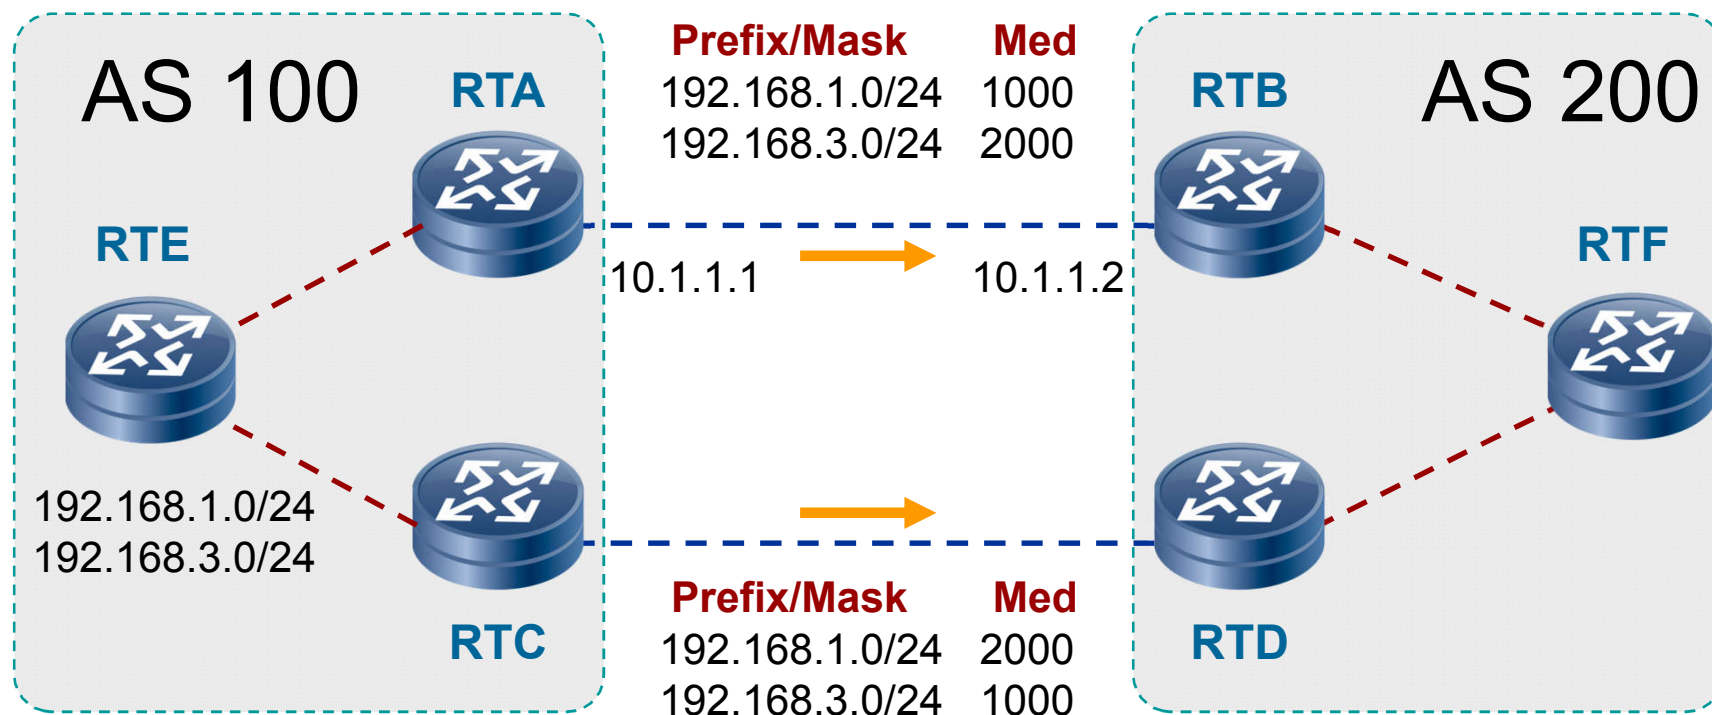 AS 100
RTA
Prefix/Mask Med
192.168.1.0/24 1000
192.168.3.0/24 2000
RTB
AS 200
RTE
10.1.1.1
10.1.1.2
RTF
192.168.1.0/24
192.168.3.0/24
RTC
Prefix/Mask Med
192.168.1.0/24 2000
192.168.3.0/24 1000
RTD